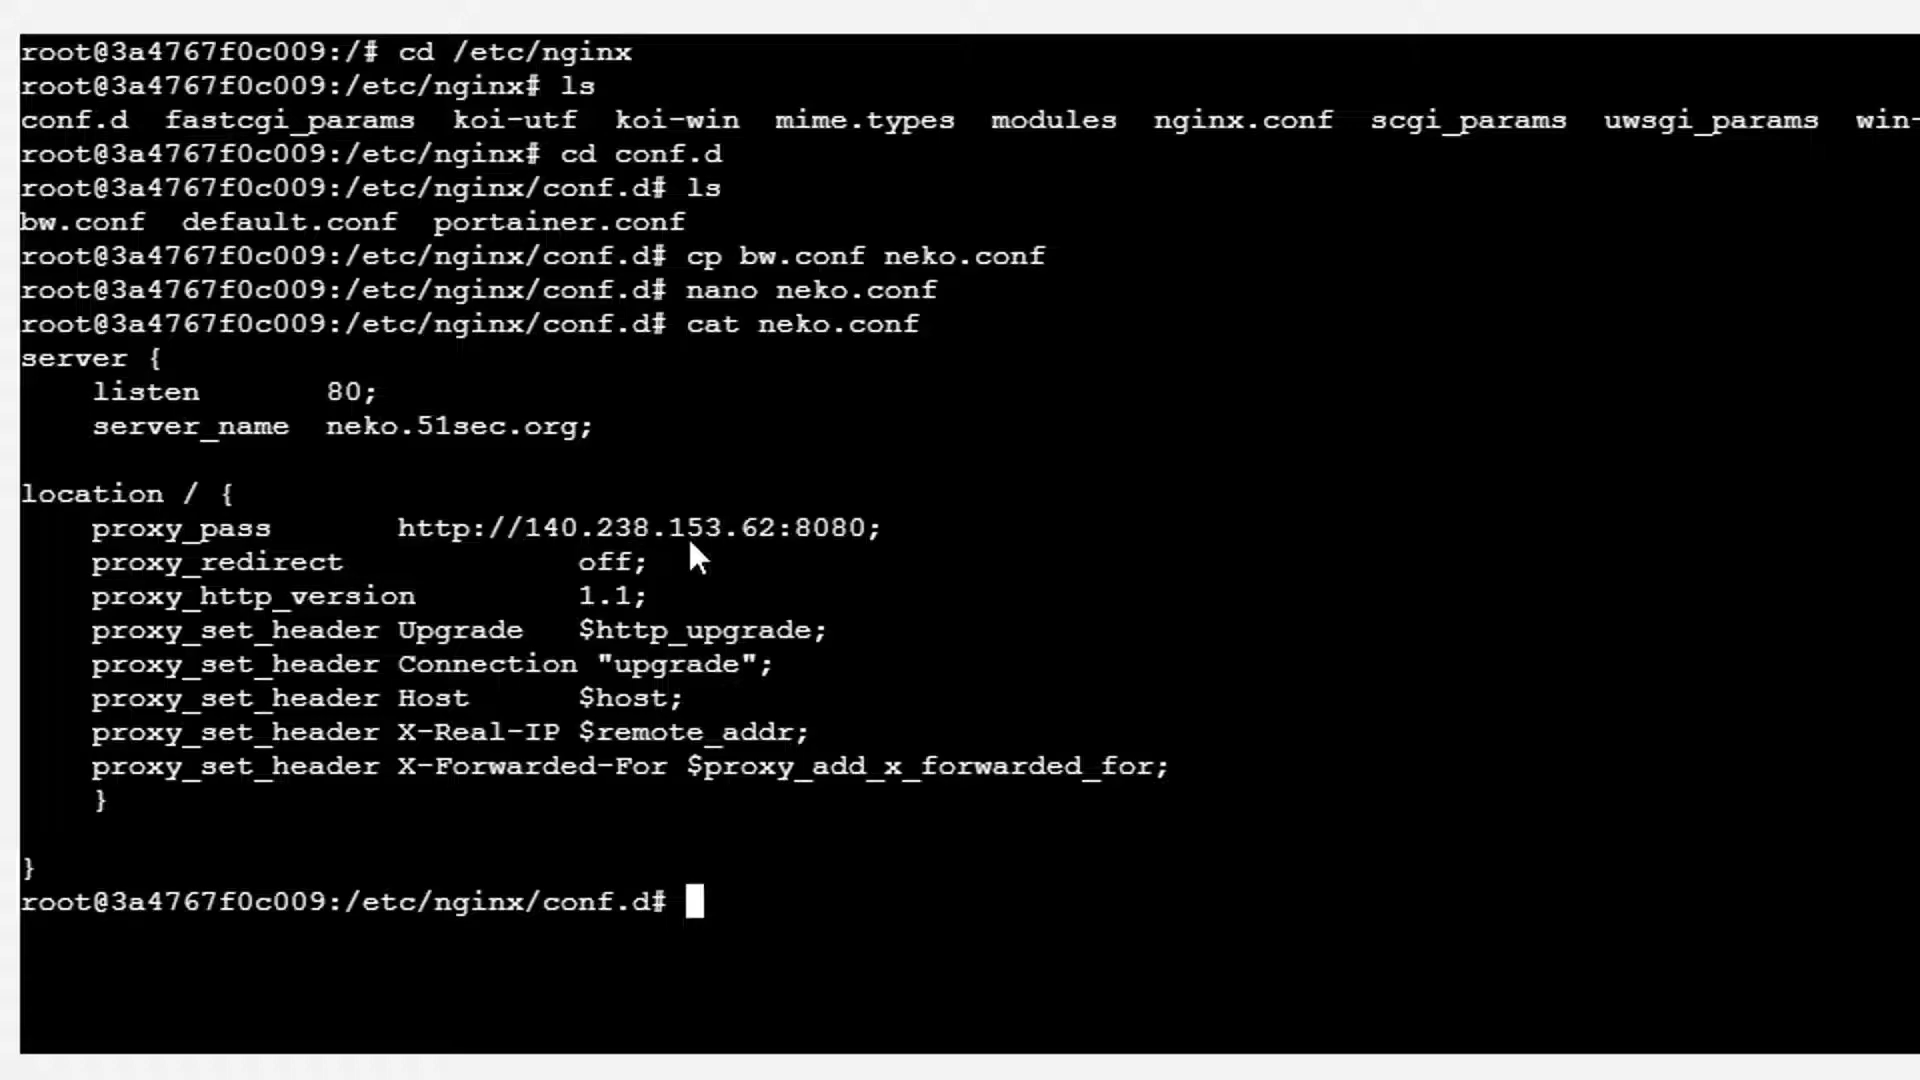 root@3a4767f0c009:/# cd /etc/nginx
root@3a4767f0c009:/etc/nginx# ls
conf.d  fastcgi_params  koi-utf  koi-win  mime.types  modules  nginx.conf  scgi_params  uwsgi_params  win-
root@3a4767f0c009:/etc/nginx# cd conf.d
root@3a4767f0c009:/etc/nginx/conf.d# ls
bw.conf  default.conf  portainer.conf
root@3a4767f0c009:/etc/nginx/conf.d# cp bw.conf neko.conf
root@3a4767f0c009:/etc/nginx/conf.d# nano neko.conf
root@3a4767f0c009:/etc/nginx/conf.d# cat neko.conf
server {
    listen       80;
    server_name  neko.51sec.org;
location / {
    proxy_pass       http://140.238.153.62:8080;
    proxy_redirect             off;
    proxy_http_version         1.1;
    proxy_set_header Upgrade   $http_upgrade;
    proxy_set_header Connection "upgrade";
    proxy_set_header Host      $host;
    proxy_set_header X-Real-IP $remote_addr;
    proxy_set_header X-Forwarded-For $proxy_add_x_forwarded_for;
    }
}
root@3a4767f0c009:/etc/nginx/conf.d#